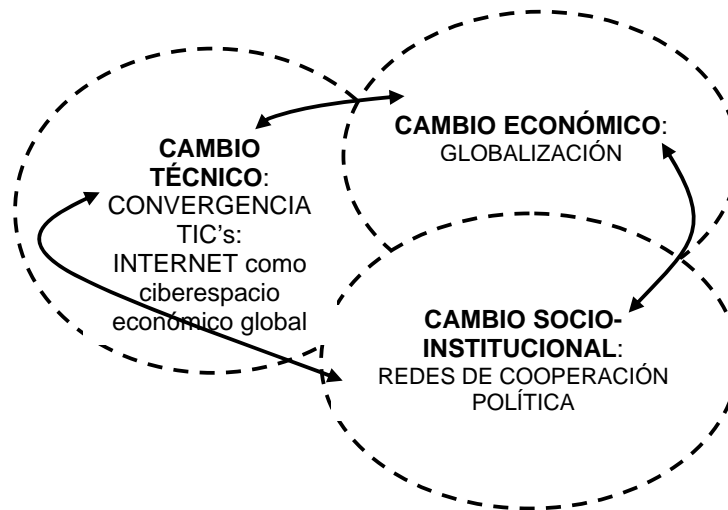 CAMBIO
TÉCNICO:
CONVERGENCIA
TIC's:
INTERNET como
ciberespacio
económico global
CAMBIO ECONÓMICO:
GLOBALIZACIÓN
CAMBIO SOCIO-
INSTITUCIONAL:
REDES DE COOPERACIÓN
POLÍTICA